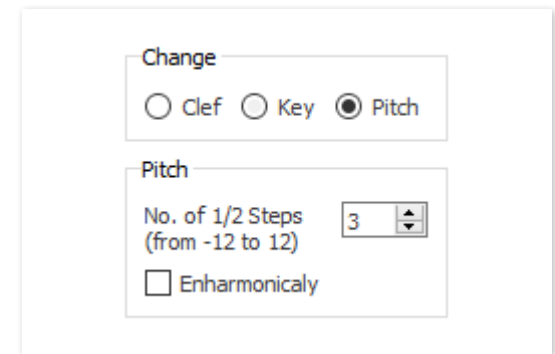 Change
Clef Key Pitch
Pitch
No. of 1/2 Steps 3
(from -12 to 12)
Enharmonicaly